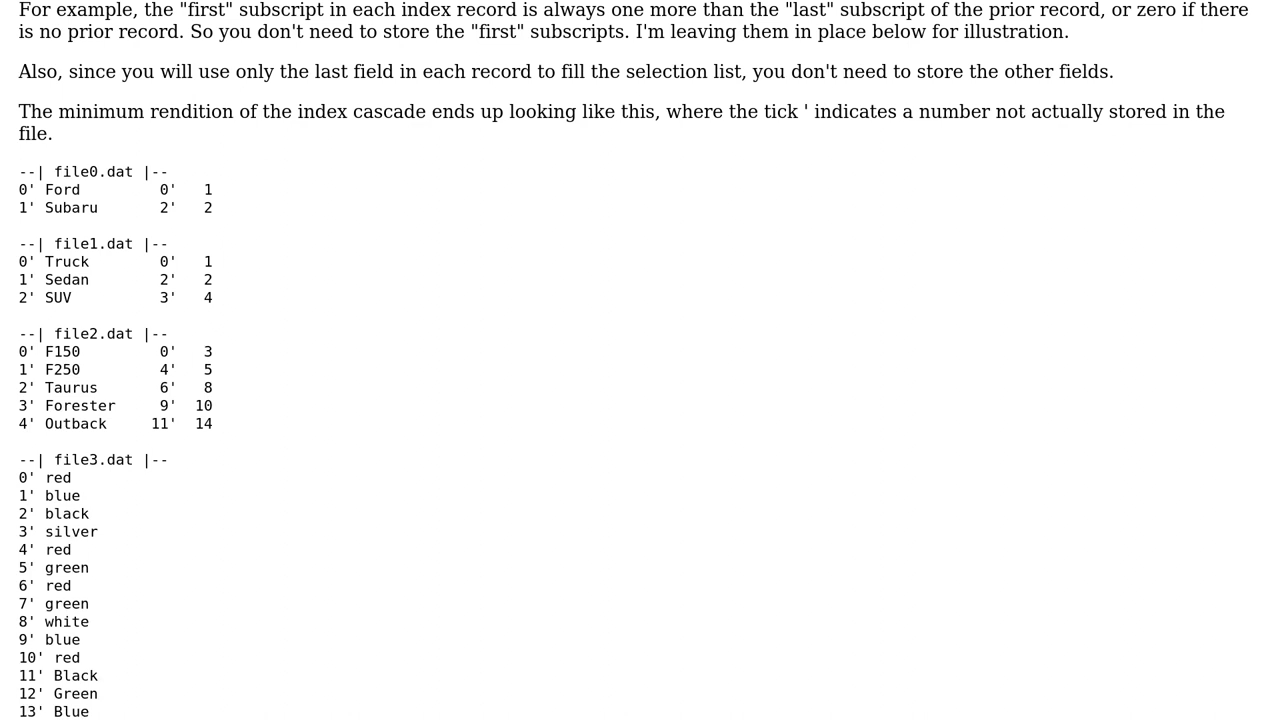 For example, the "first" subscript in each index record is always one more than the "last" subscript of the prior record, or zero if there
is no prior record. So you don't need to store the "first" subscripts. I'm leaving them in place below for illustration.
Also, since you will use only the last field in each record to fill the selection list, you don't need to store the other fields.
The minimum rendition of the index cascade ends up looking like this, where the tick ' indicates a number not actually stored in the
file.
--| file0.dat |--
0' Ford         0'   1
1' Subaru       2'   2
--| file1.dat |--
0' Truck        0'   1
1' Sedan        2'   2
2' SUV          3'   4
--| file2.dat |--
0' F150         0'   3
1' F250         4'   5
2' Taurus       6'   8
3' Forester     9'  10
4' Outback     11'  14
--| file3.dat |--
0' red
1' blue
2' black
3' silver
4' red
5' green
6' red
7' green
8' white
9' blue
10' red
11' Black
12' Green
13' Blue